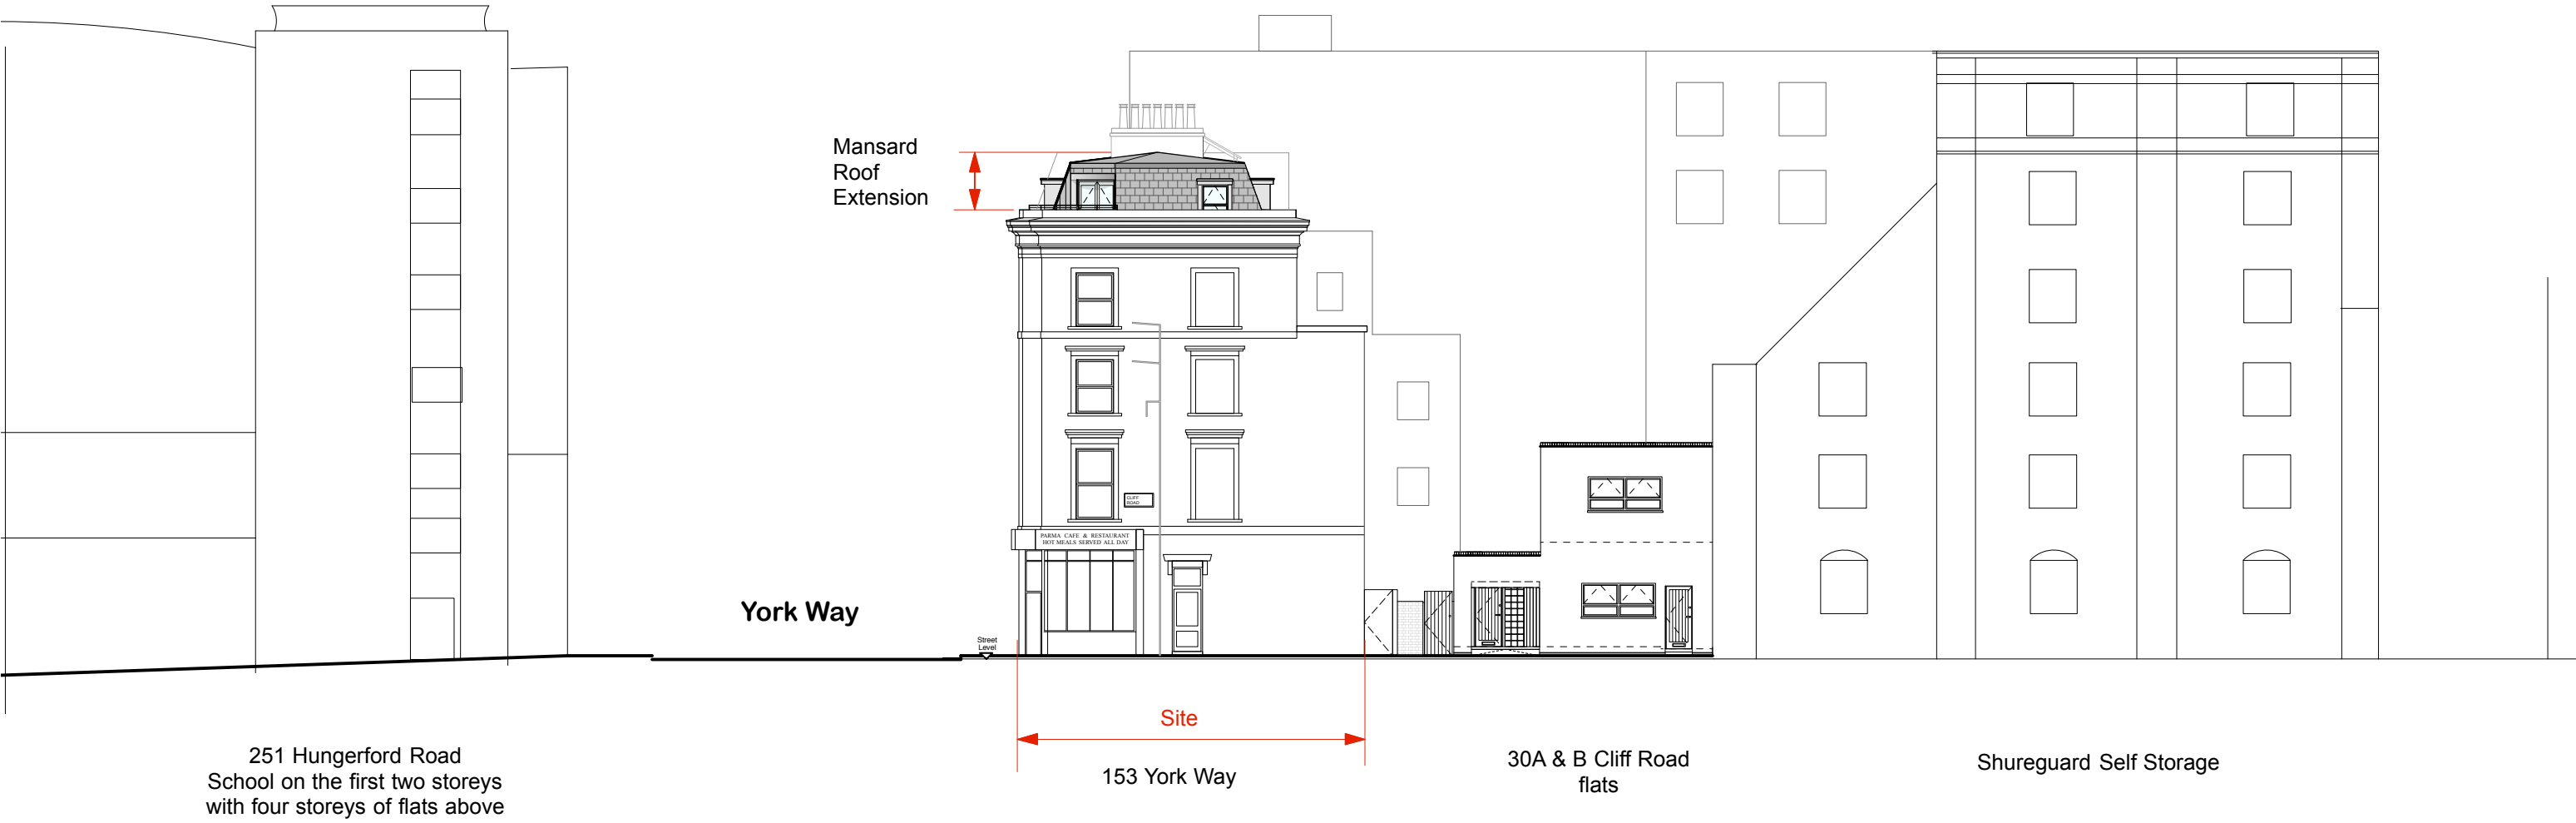 Mansard
Roof
Extension
CLIFF
ROAD
PARMA CAFE & RESTAURANT
HOT MEALS SERVED ALL DAY
York Way
Street
Level
Site
251 Hungerford Road
School on the first two storeys
with four storeys of flats above
153 York Way
30A & B Cliff Road
flats
Shureguard Self Storage